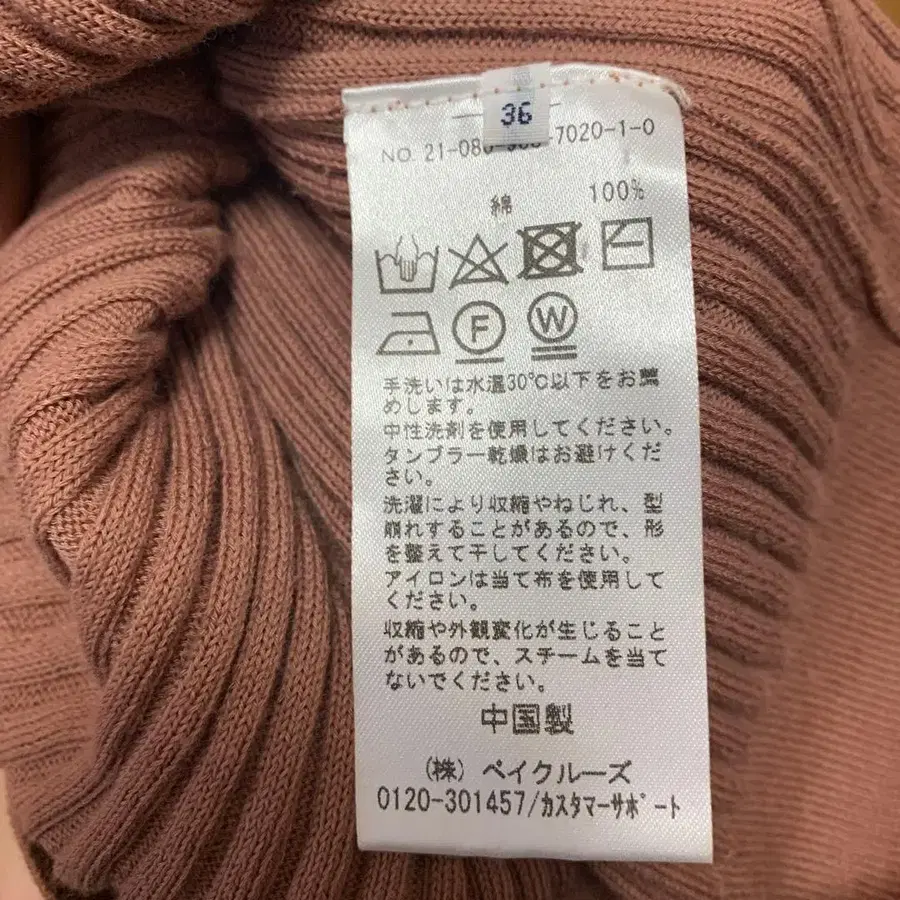 36
NO. 21-080- -7020-1-0
綿 100%
F W
手洗いは水温30℃以下をお薦
めします。
中性洗剤を使用してください。
タンブラー乾燥はお避けくだ
さい。
洗濯により収縮やねじれ、型
崩れすることがあるので、形
を整えて干してください。
アイロンは当て布を使用して
ください。
収縮や外観変化が生じること
があるので、スチームを当て
ないでください。
中国製
(株) ベイクルーズ
0120-301457/カスタマーサポート